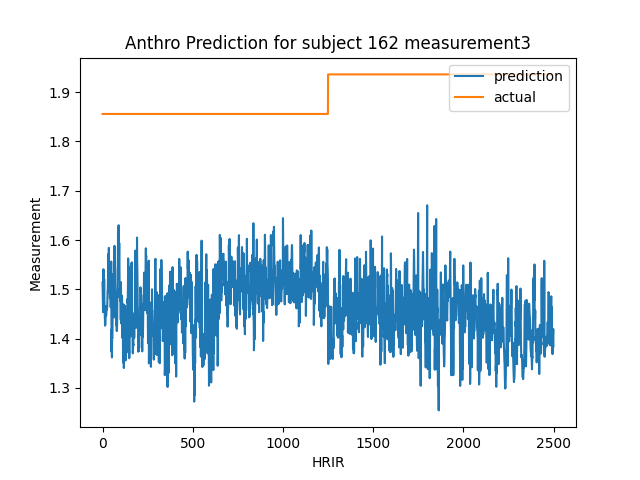 Anthro Prediction for subject 162 measurement3
prediction
actual
1.9
1.8
1.7
1.6
1.5
1.4
1.3
Measurement
0
500
1000
1500
2000
2500
HRIR